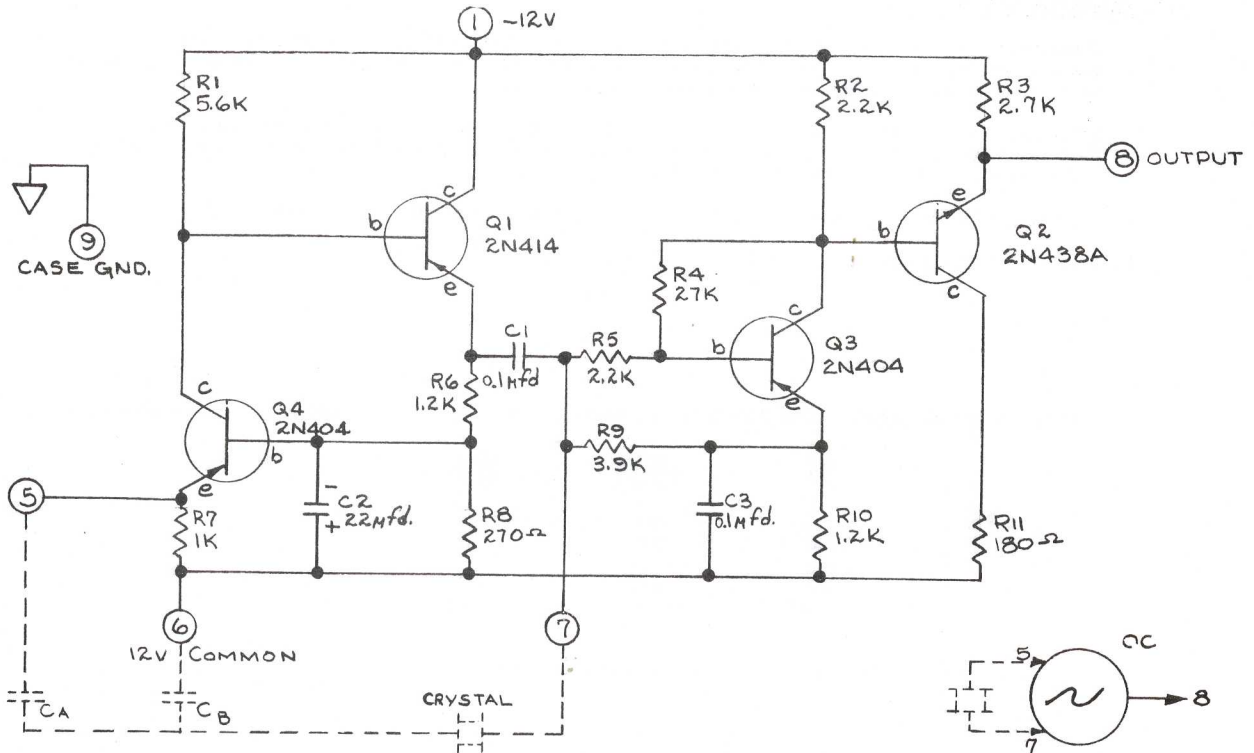 1 -12V
R1
5.6K
R2
2.2K
R3
2.7K
8 OUTPUT
9
CASE GND.
c
b
e
Q1
2N414
R4
27K
e
b
c
Q2
2N438A
C1
0.1Mfd
R5
2.2K
c
b
e
Q3
2N404
R6
1.2K
c
b
e
Q4
2N404
R9
3.9K
5
R7
1K
-
+
C2
22Mfd.
R8
270Ω
C3
0.1Mfd.
R10
1.2K
R11
180Ω
6
12V COMMON
7
CA
CB
CRYSTAL
OC
5
7
8